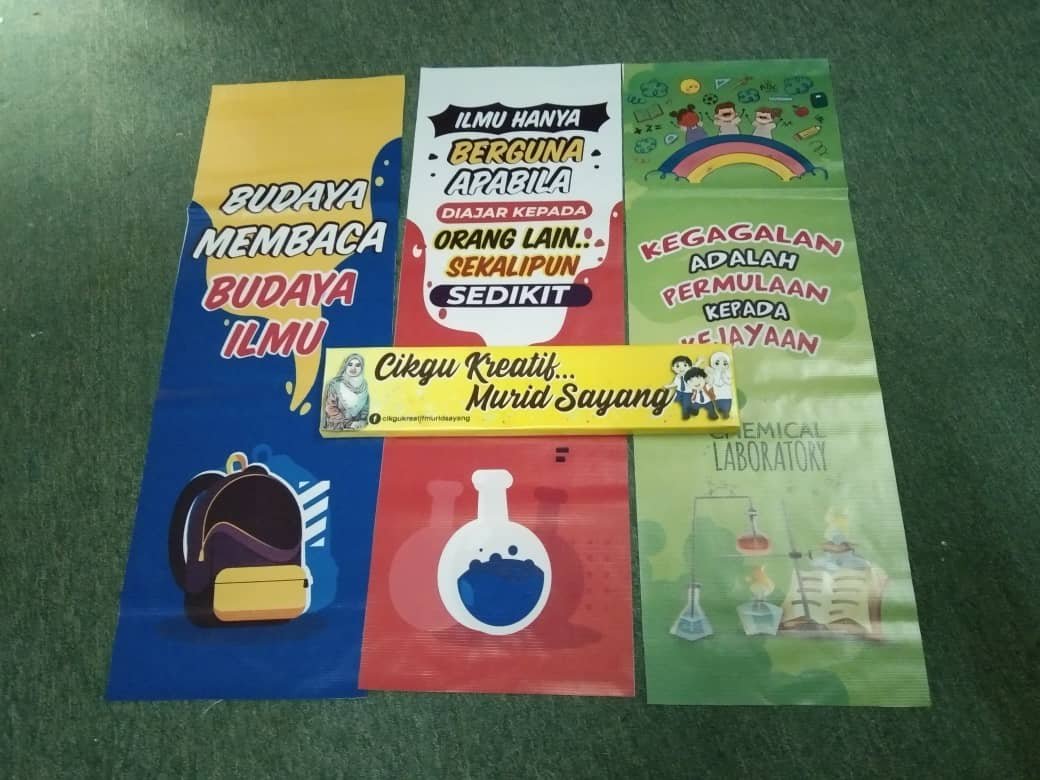 BUDAYA
MEMBACA
BUDAYA
ILMU
ILMU HANYA
BERGUNA
APABILA
DIAJAR KEPADA
ORANG LAIN..
SEKALIPUN
SEDIKIT
KEGAGALAN
ADALAH
PERMULAAN
KEPADA
KEJAYAAN
Cikgu Kreatif...
Murid Sayang
cikgukreatifmuridsayang
CHEMICAL
LABORATORY